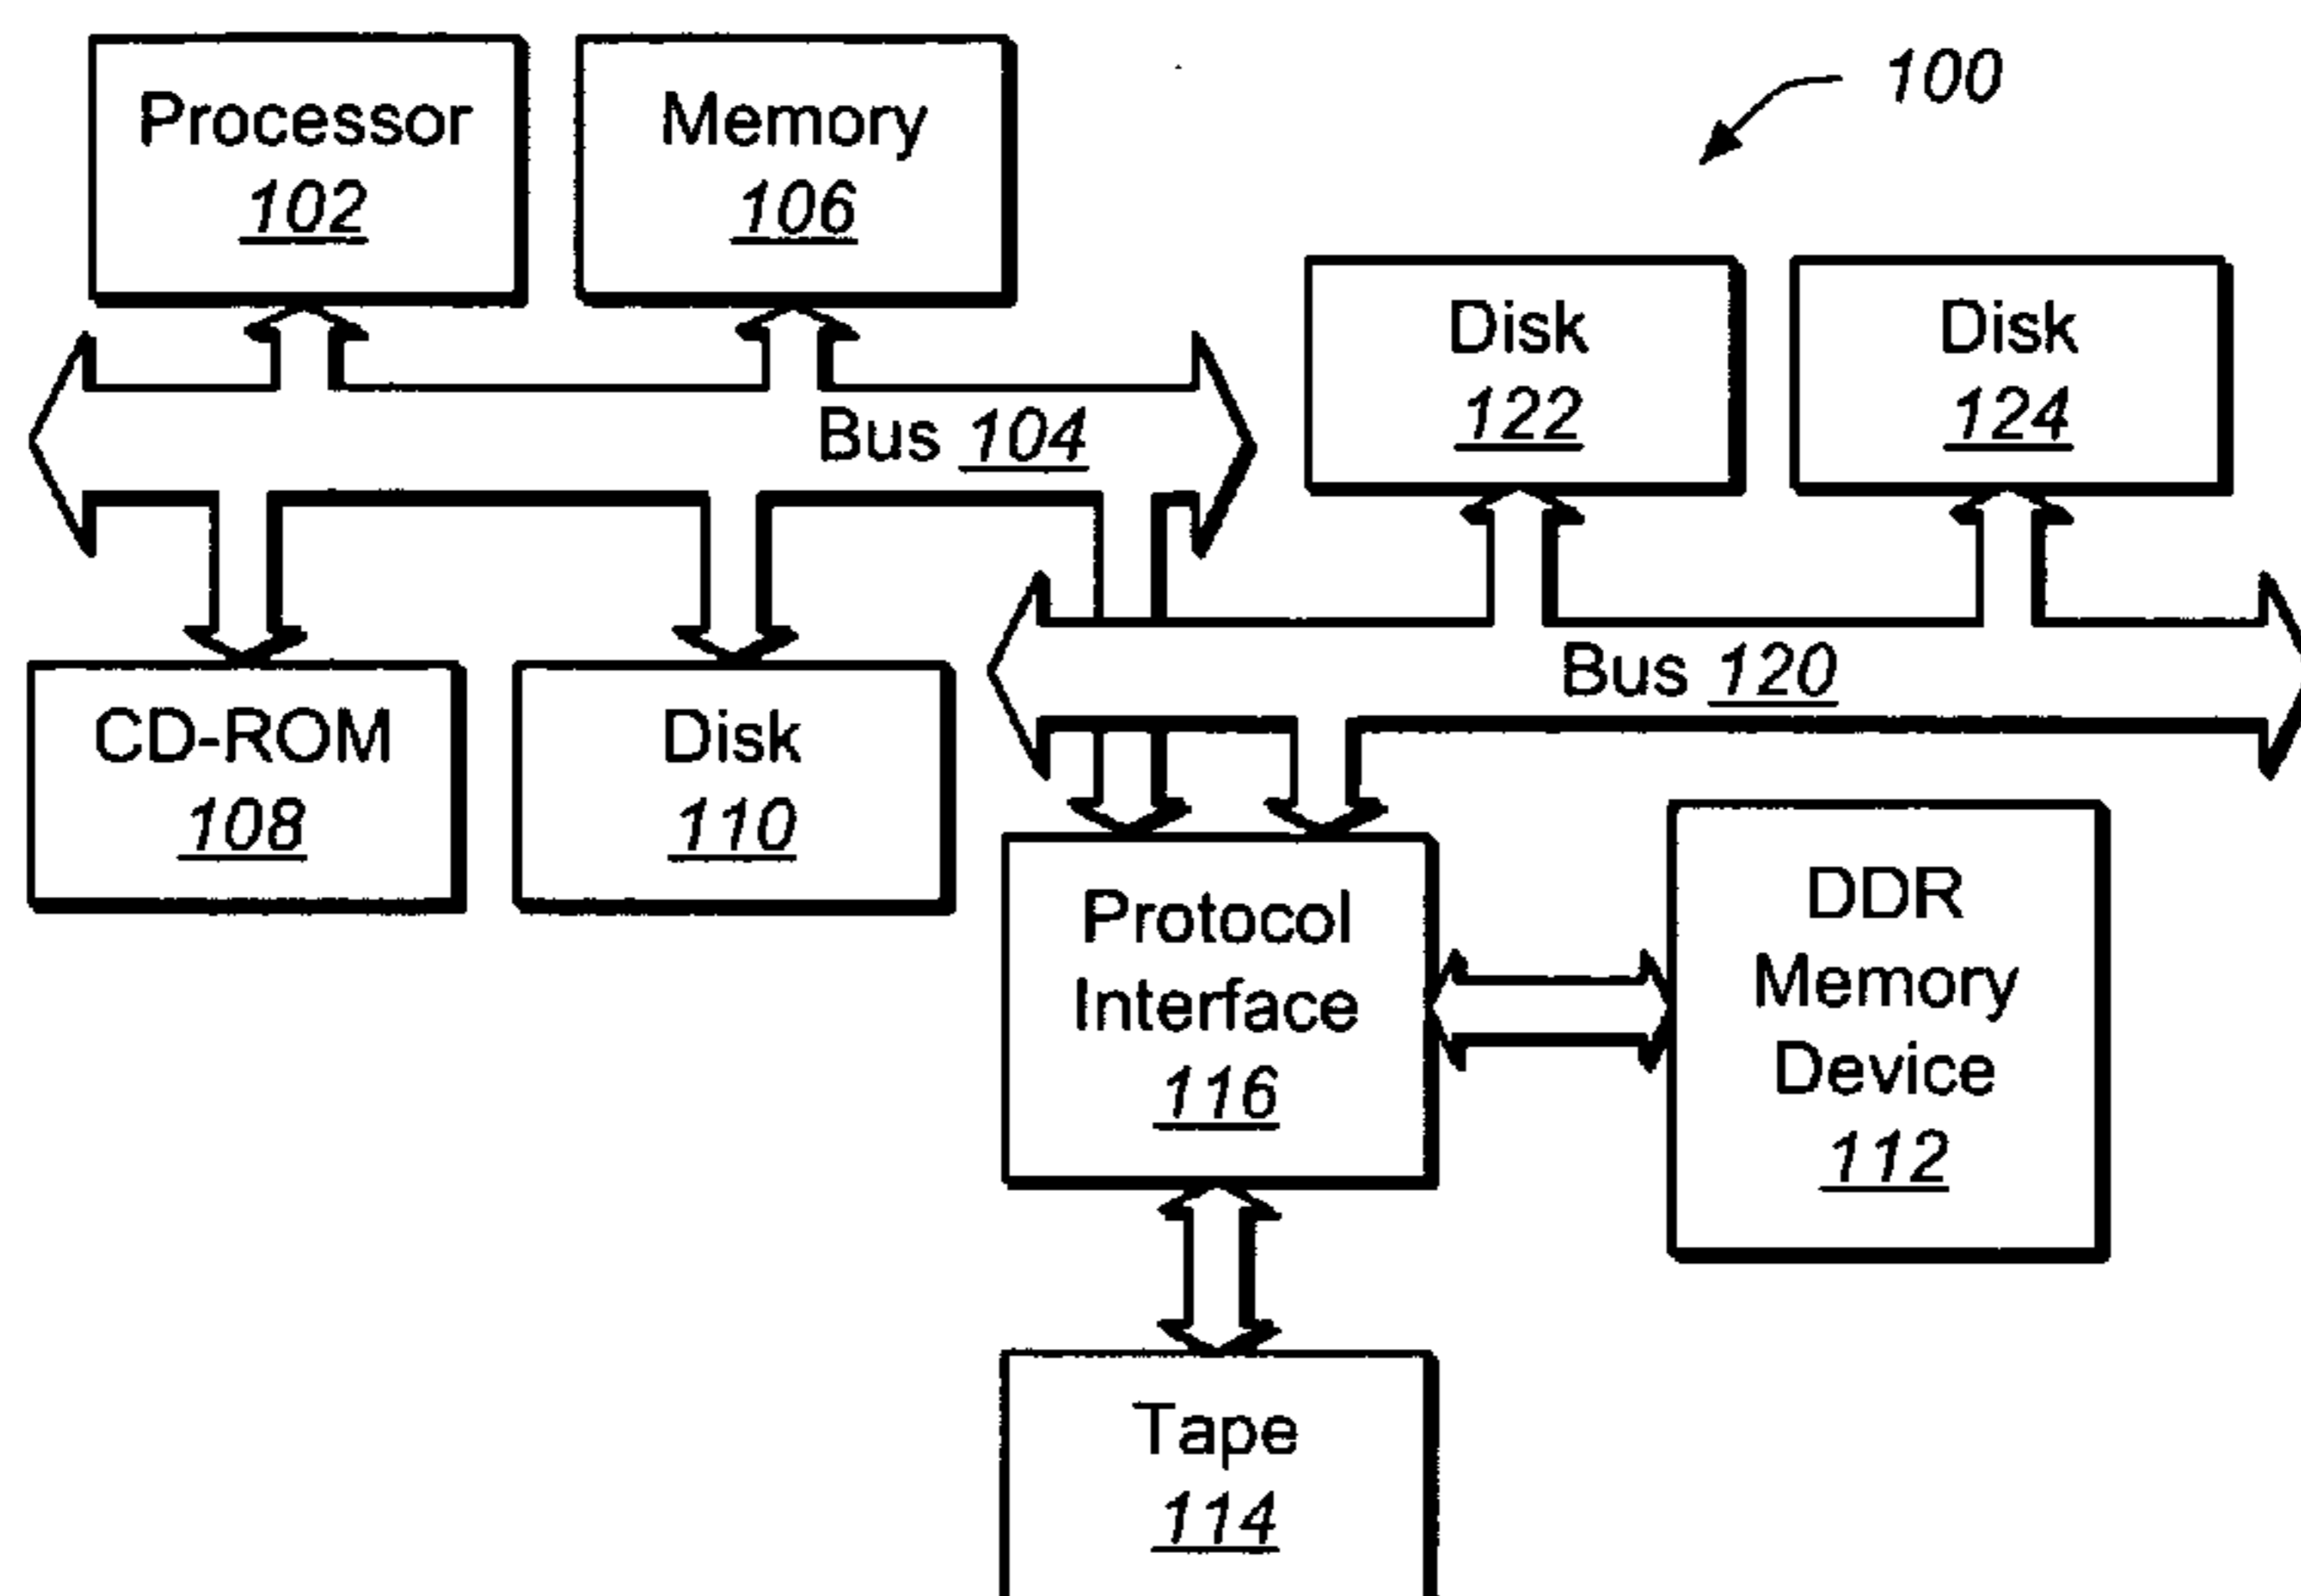 Processor
102
Memory
106
100
Disk
122
Disk
124
Bus 104
Bus 120
CD-ROM
108
Disk
110
Protocol
Interface
116
DDR
Memory
Device
112
Tape
114